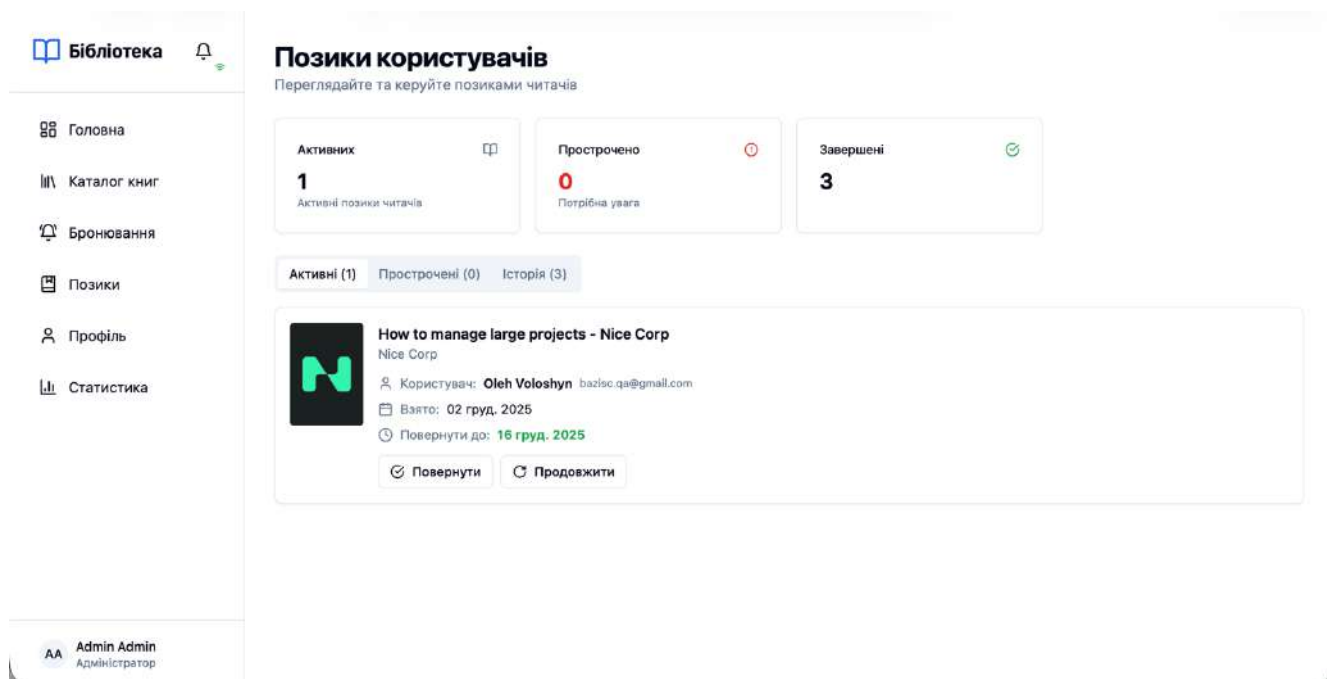 Бібліотека
Головна
Каталог книг
Бронювання
Позики
Профіль
Статистика
AA
Admin Admin
Адміністратор
Позики користувачів
Переглядайте та керуйте позиками читачів
Активних
1
Активні позики читачів
Прострочено
0
Потрібна увага
Завершені
3
Активні (1) Прострочені (0) Історія (3)
How to manage large projects - Nice Corp
Nice Corp
Користувач: Oleh Voloshyn bazisc.qa@gmail.com
Взято: 02 груд. 2025
Повернути до: 16 груд. 2025
Повернути Продовжити